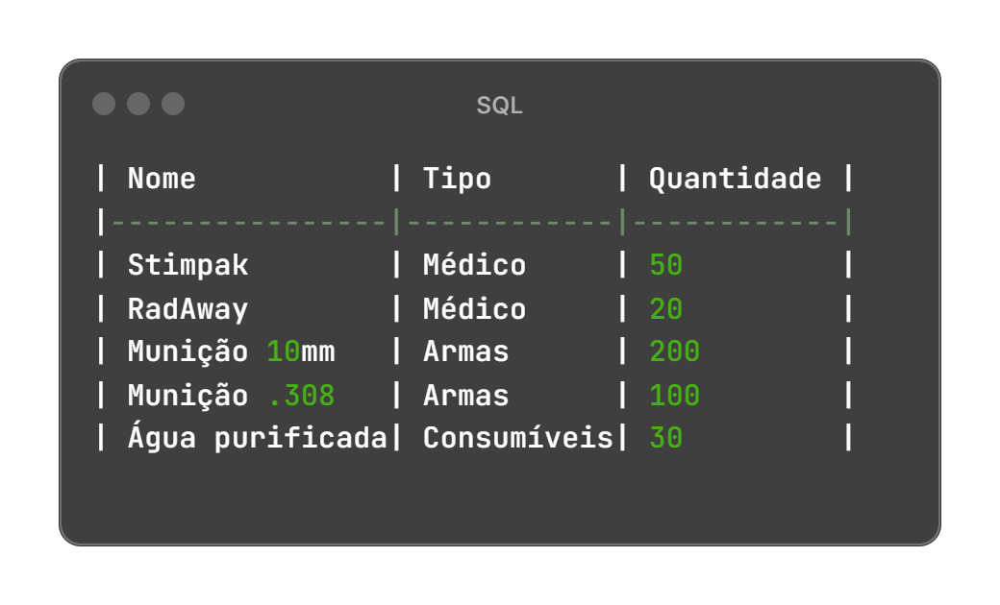 SQL
| Nome           | Tipo       | Quantidade |
|----------------|------------|------------|
| Stimpak        | Médico     | 50         |
| RadAway        | Médico     | 20         |
| Munição 10mm   | Armas      | 200        |
| Munição .308   | Armas      | 100        |
| Água purificada| Consumíveis| 30         |